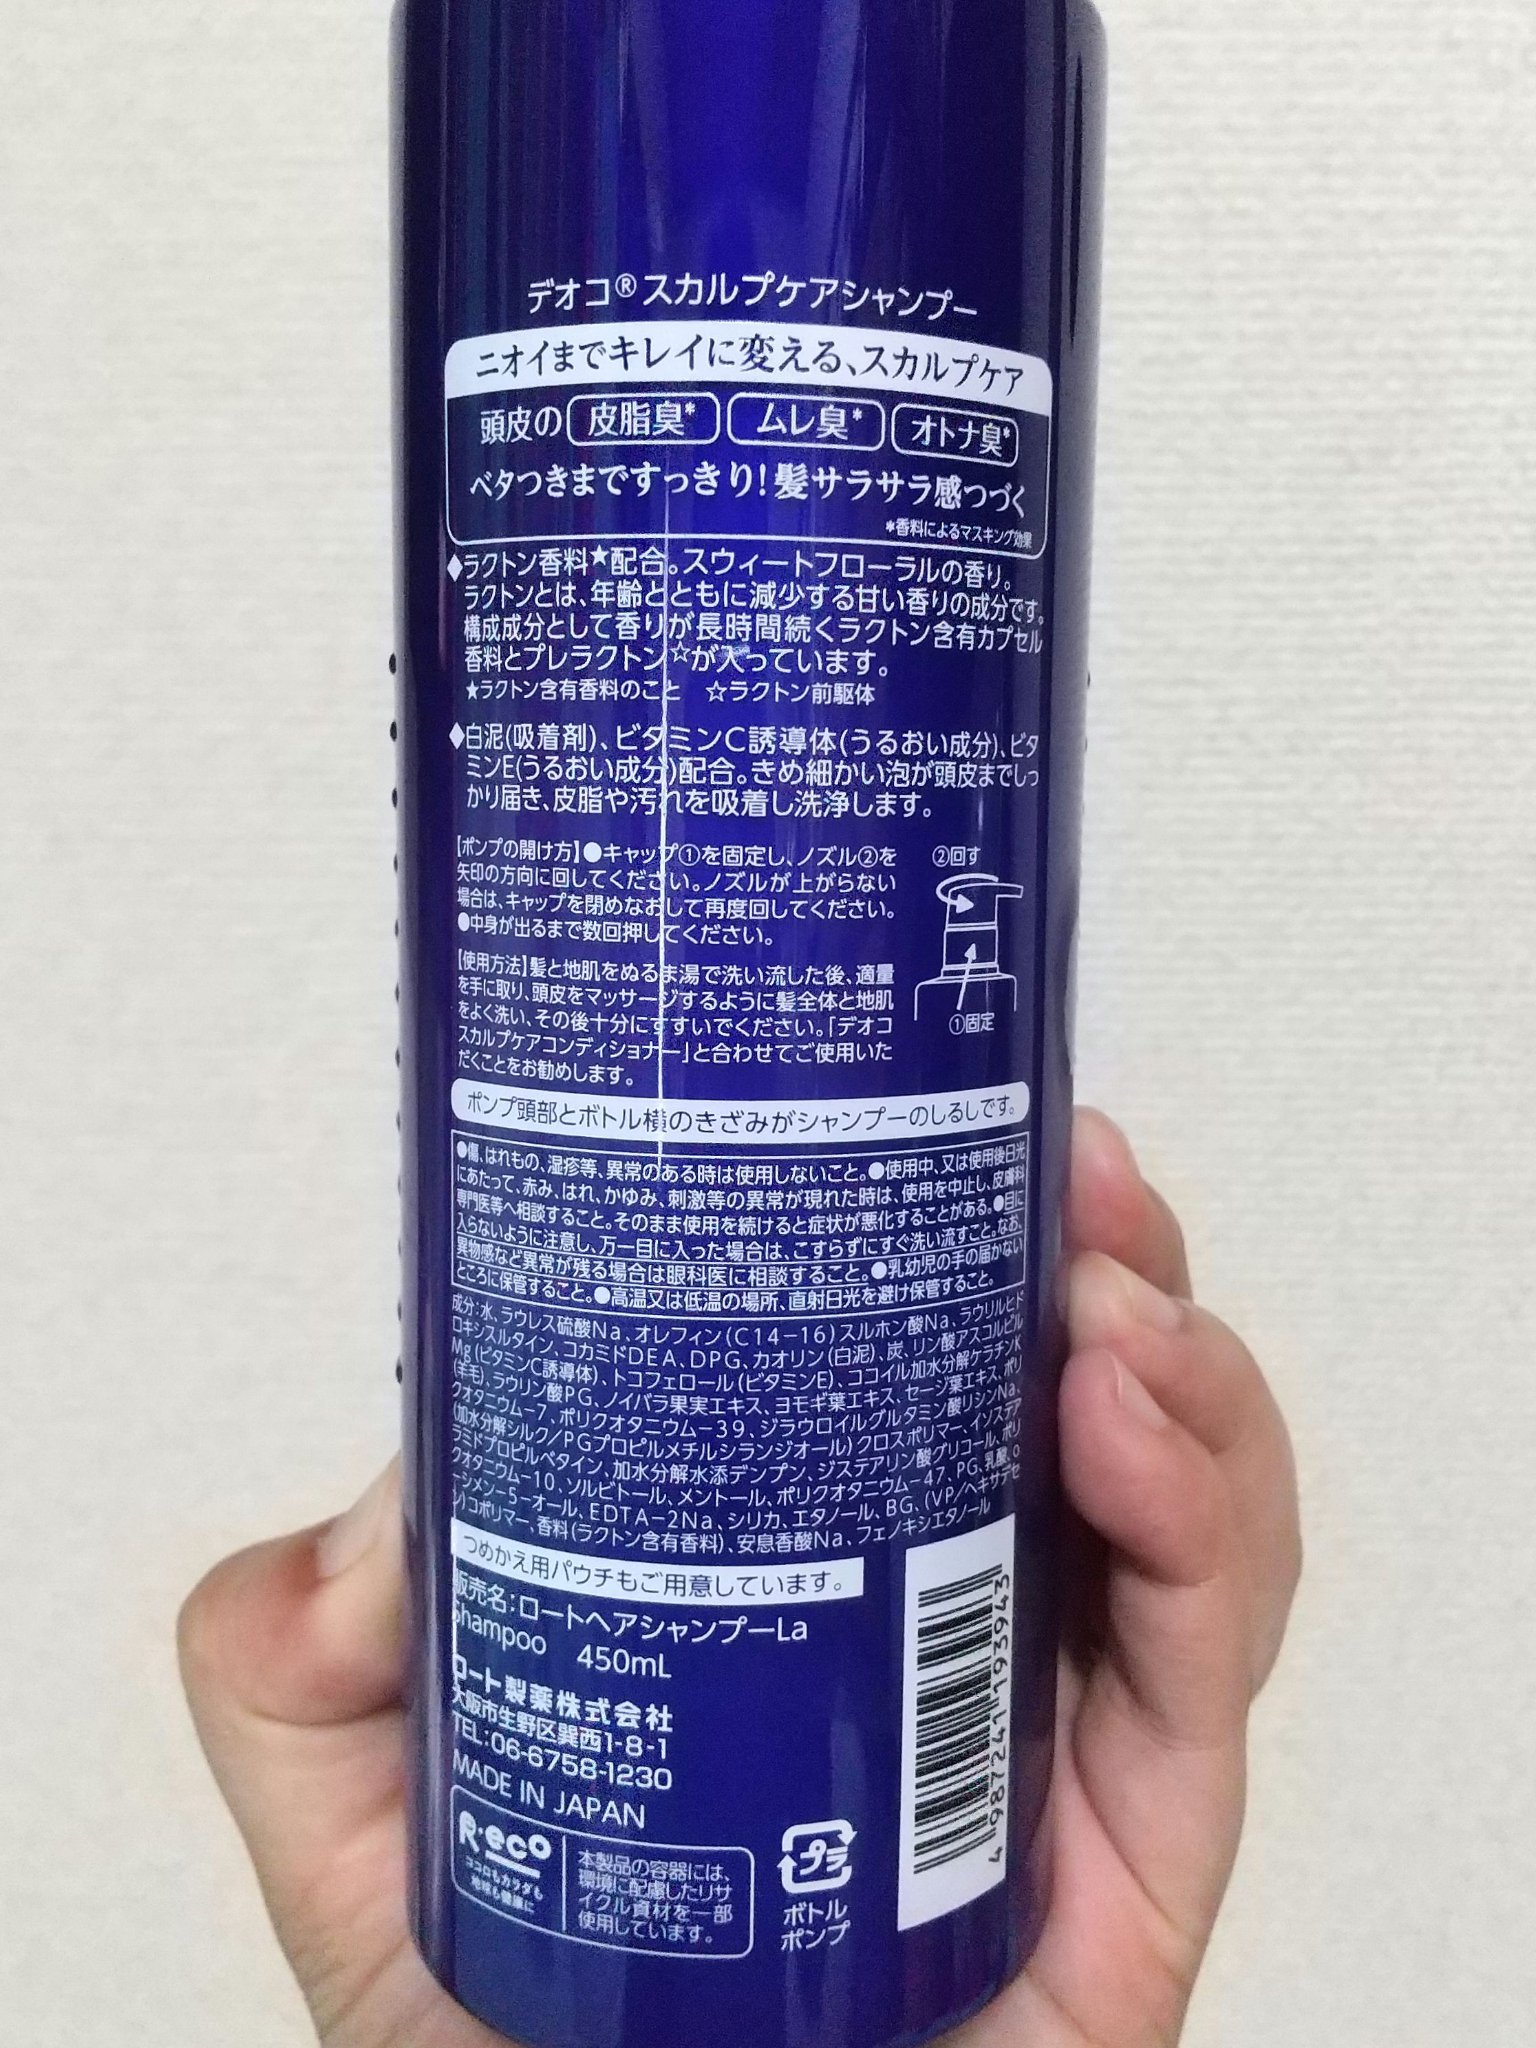 デオコ®スカルプケアシャンプー
ニオイまでキレイに変える、スカルプケア
頭皮の 皮脂臭* ムレ臭* オトナ臭*
ベタつきまですっきり!髪サラサラ感つづく
*香料によるマスキング効果
◆ラクトン香料★配合。スウィートフローラルの香り。
ラクトンとは、年齢とともに減少する甘い香りの成分です。
構成成分として香りが長時間続くラクトン含有カプセル
香料とプレラクトン☆が入っています。
★ラクトン含有香料のこと ☆ラクトン前駆体
◆白泥(吸着剤)、ビタミンC誘導体(うるおい成分)、ビタ
ミンE(うるおい成分)配合。きめ細かい泡が頭皮までしっ
かり届き、皮脂や汚れを吸着し洗浄します。
【ポンプの開け方】●キャップ①を固定し、ノズル②を
矢印の方向に回してください。ノズルが上がらない
場合は、キャップを閉めなおして再度回してください。
●中身が出るまで数回押してください。
②回す
①固定
【使用方法】髪と地肌をぬるま湯で洗い流した後、適量
を手に取り、頭皮をマッサージするように髪全体と地肌
をよく洗い、その後十分にすすいでください。「デオコ
スカルプケアコンディショナー」と合わせてご使用いた
だくことをお勧めします。
ポンプ頭部とボトル横のきざみがシャンプーのしるしです。
●傷、はれもの、湿疹等、異常のある時は使用しないこと。●使用中、又は使用後日光
にあたって、赤み、はれ、かゆみ、刺激等の異常が現れた時は、使用を中止し、皮膚科
専門医等へ相談すること。そのまま使用を続けると症状が悪化することがある。●目に
入らないように注意し、万一目に入った場合は、こすらずにすぐ洗い流すこと。なお、
異物感など異常が残る場合は眼科医に相談すること。●乳幼児の手の届かない
ところに保管すること。●高温又は低温の場所、直射日光を避け保管すること。
成分:水、ラウレス硫酸Na、オレフィン(C14-16)スルホン酸Na、ラウリルヒド
ロキシスルタイン、コカミドDEA、DPG、カオリン(白泥)、炭、リン酸アスコルビル
Mg(ビタミンC誘導体)、トコフェロール(ビタミンE)、ココイル加水分解ケラチンK
(羊毛)、ラウリン酸PG、ノイバラ果実エキス、ヨモギ葉エキス、セージ葉エキス、ポリ
クオタニウム-7、ポリクオタニウム-39、ジラウロイルグルタミン酸リシンNa、
(加水分解シルク/PGプロピルメチルシランジオール)クロスポリマー、イソステア
ラミドプロピルベタイン、加水分解水添デンプン、ジステアリン酸グリコール、ポリ
クオタニウム-10、ソルビトール、メントール、ポリクオタニウム-47、PG、乳酸、o
ーシメン-5-オール、EDTA-2Na、シリカ、エタノール、BG、(VP/ヘキサデセ
ン)コポリマー、香料(ラクトン含有香料)、安息香酸Na、フェノキシエタノール
つめかえ用パウチもご用意しています。
販売名:ロートヘアシャンプーLa
Shampoo 450mL
ロート製薬株式会社
大阪市生野区巽西1-8-1
TEL:06-6758-1230
MADE IN JAPAN
R·eco
ココロもカラダも
地球も健康に
本製品の容器には、
環境に配慮したリサ
イクル資材を一部
使用しています。
プラ
ボトル
ポンプ
4 987241 193943